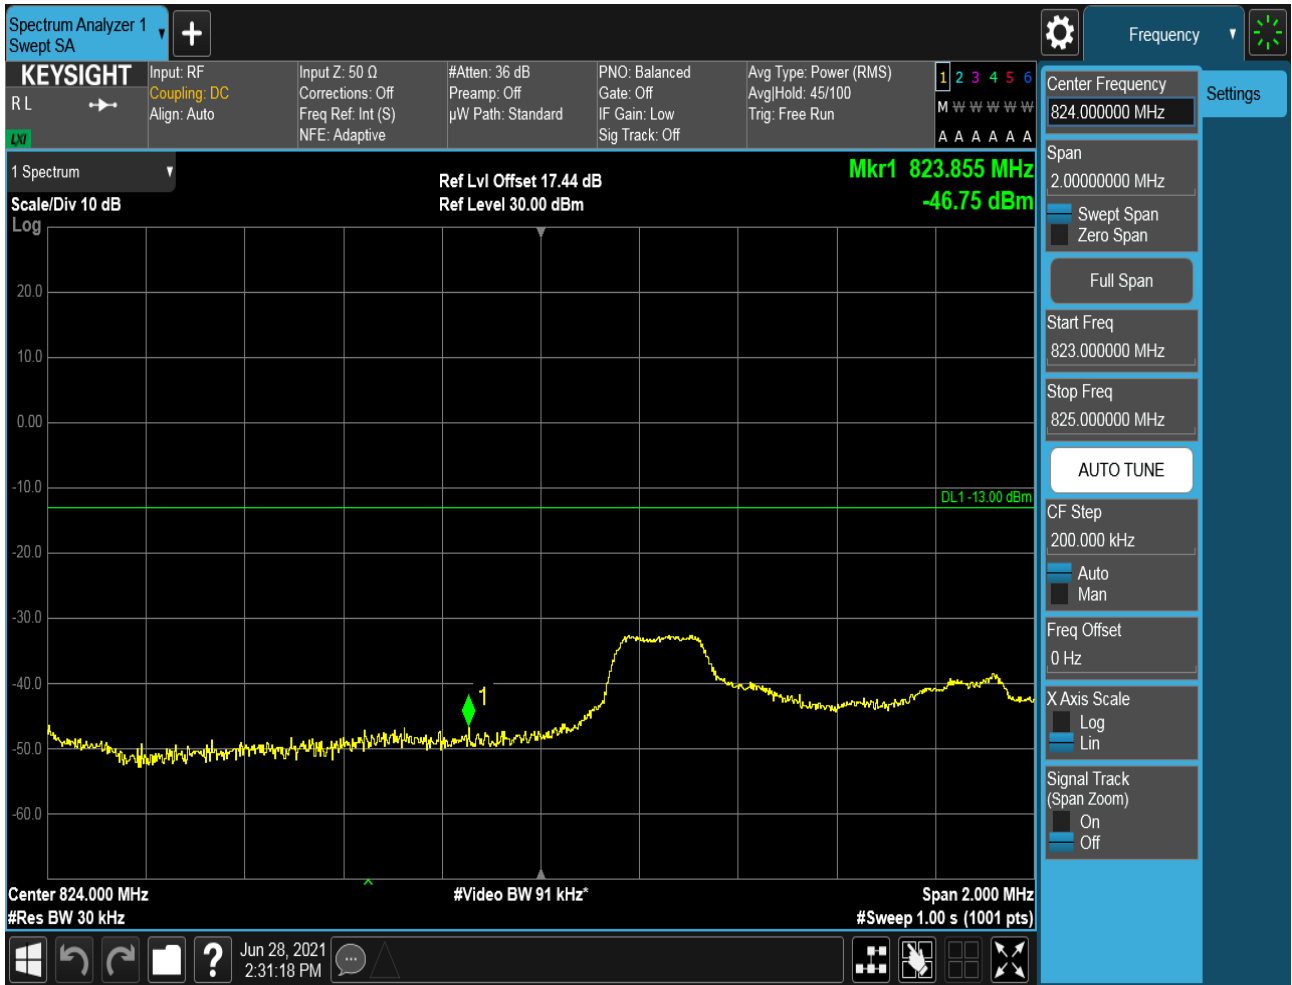 Spectrum Analyzer 1
Swept SA
Frequency
KEYSIGHT
R L
LXI
Input: RF
Coupling: DC
Align: Auto
Input Z: 50 Ω
Corrections: Off
Freq Ref: Int (S)
NFE: Adaptive
#Atten: 36 dB
Preamp: Off
µW Path: Standard
PNO: Balanced
Gate: Off
IF Gain: Low
Sig Track: Off
Avg Type: Power (RMS)
Avg|Hold: 45/100
Trig: Free Run
1 2 3 4 5 6
M W W W W W
A A A A A A
1 Spectrum
Scale/Div 10 dB
Log
Ref Lvl Offset 17.44 dB
Ref Level 30.00 dBm
Mkr1 823.855 MHz
-46.75 dBm
20.0
10.0
0.00
-10.0
DL1 -13.00 dBm
-20.0
-30.0
-40.0
1
-50.0
-60.0
Center 824.000 MHz
#Res BW 30 kHz
#Video BW 91 kHz*
Span 2.000 MHz
#Sweep 1.00 s (1001 pts)
Jun 28, 2021
2:31:18 PM
?
Center Frequency
824.000000 MHz
Settings
Span
2.00000000 MHz
Swept Span
Zero Span
Full Span
Start Freq
823.000000 MHz
Stop Freq
825.000000 MHz
AUTO TUNE
CF Step
200.000 kHz
Auto
Man
Freq Offset
0 Hz
X Axis Scale
Log
Lin
Signal Track
(Span Zoom)
On
Off